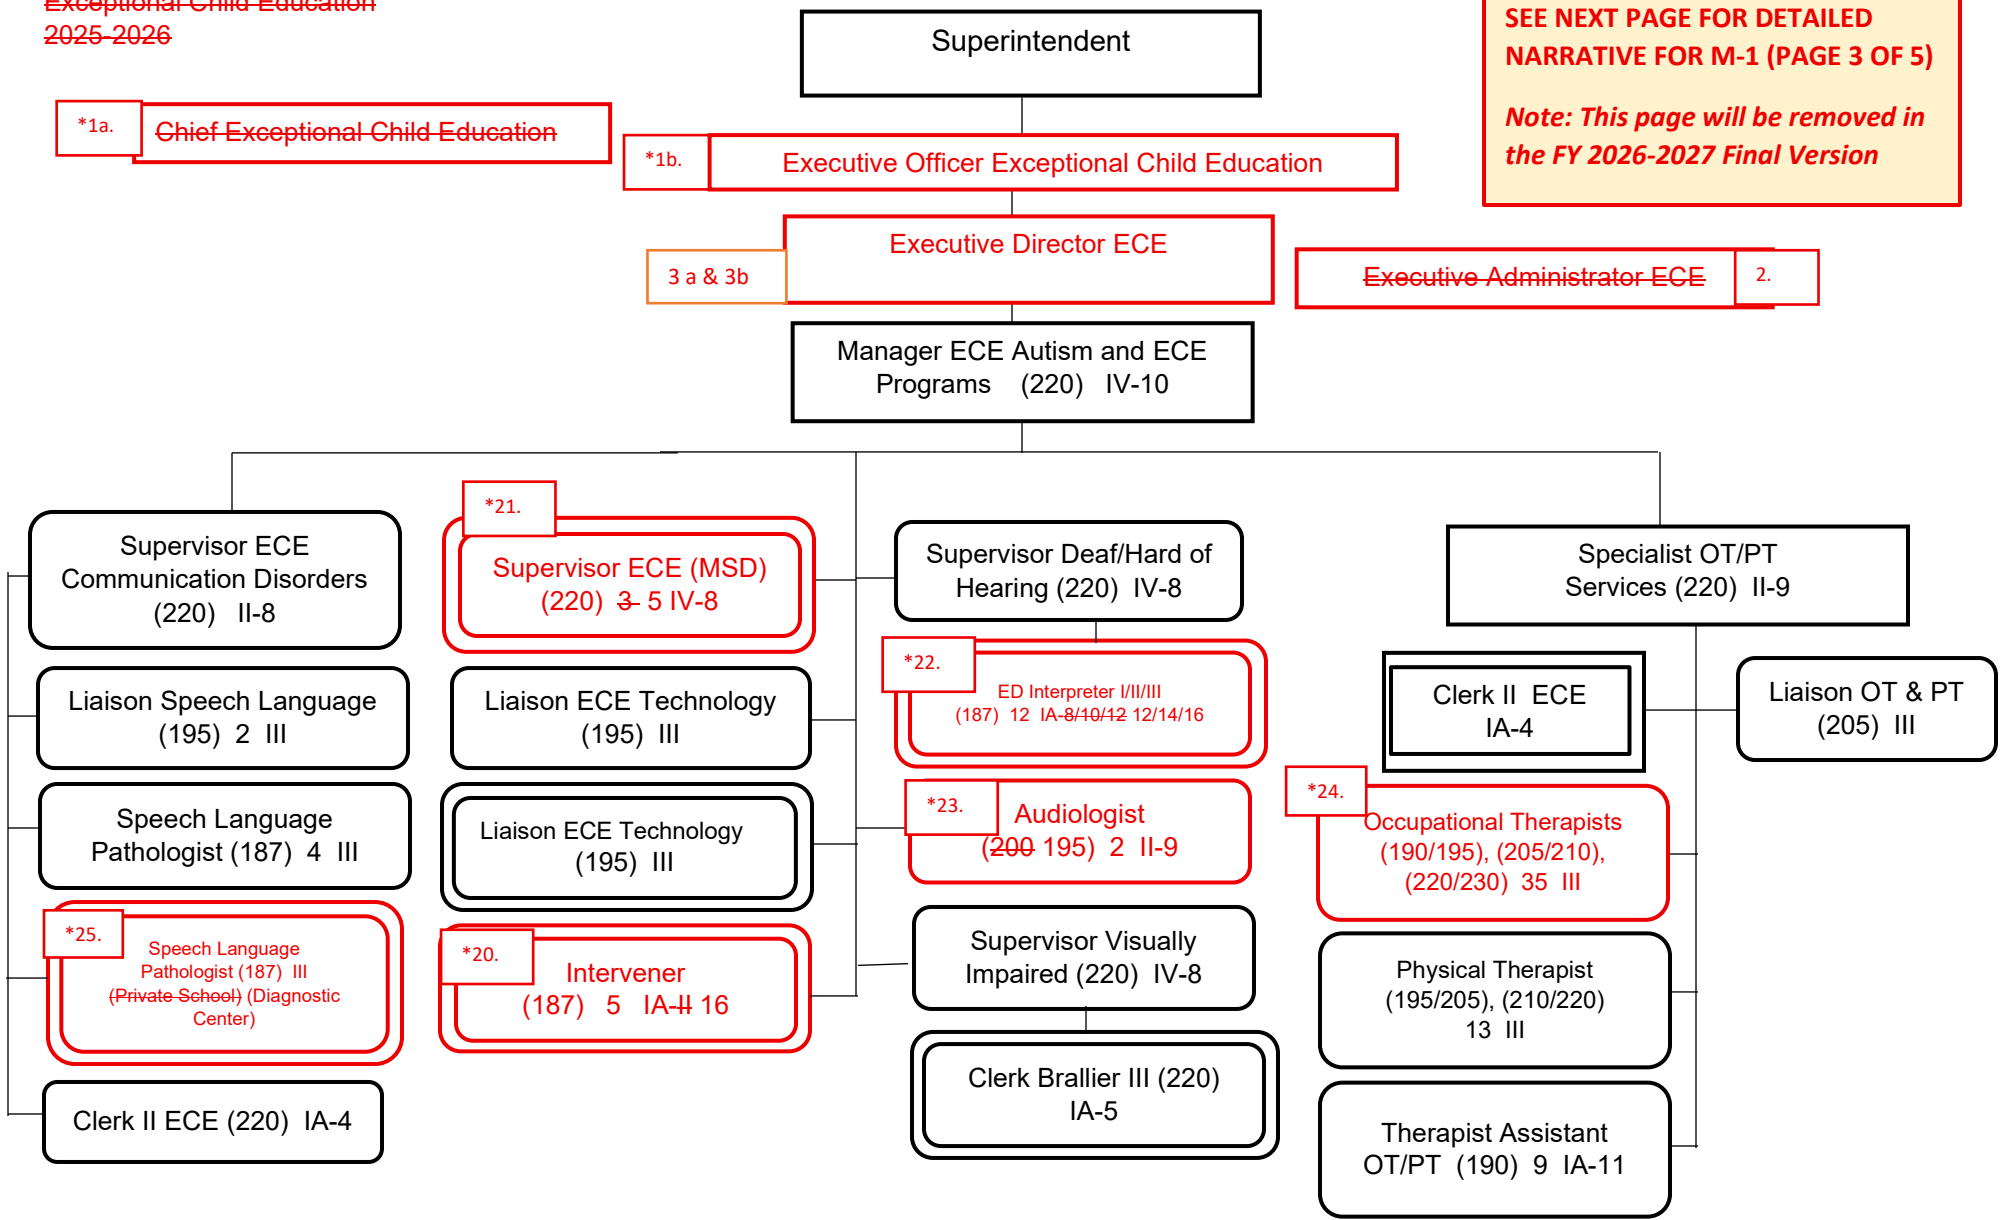 Exceptional Child Education
2025-2026
Superintendent
SEE NEXT PAGE FOR DETAILED
NARRATIVE FOR M-1 (PAGE 3 OF 5)
Note: This page will be removed in
the FY 2026-2027 Final Version
*1a.
Chief Exceptional Child Education
*1b.
Executive Officer Exceptional Child Education
Executive Director ECE
3 a & 3b
Executive Administrator ECE
2.
Manager ECE Autism and ECE
Programs (220) IV-10
Supervisor ECE
Communication Disorders
(220) II-8
Liaison Speech Language
(195) 2 III
Speech Language
Pathologist (187) 4 III
*25.
Speech Language
Pathologist (187) III
(Private School) (Diagnostic
Center)
Clerk II ECE (220) IA-4
*21.
Supervisor ECE (MSD)
(220) 3 5 IV-8
Liaison ECE Technology
(195) III
Liaison ECE Technology
(195) III
*20.
Intervener
(187) 5 IA-II 16
Supervisor Deaf/Hard of
Hearing (220) IV-8
*22.
ED Interpreter I/II/III
(187) 12 IA-8/10/12 12/14/16
*23.
Audiologist
(200 195) 2 II-9
Supervisor Visually
Impaired (220) IV-8
Clerk Brallier III (220)
IA-5
Specialist OT/PT
Services (220) II-9
Clerk II ECE
IA-4
Liaison OT & PT
(205) III
*24.
Occupational Therapists
(190/195), (205/210),
(220/230) 35 III
Physical Therapist
(195/205), (210/220)
13 III
Therapist Assistant
OT/PT (190) 9 IA-11